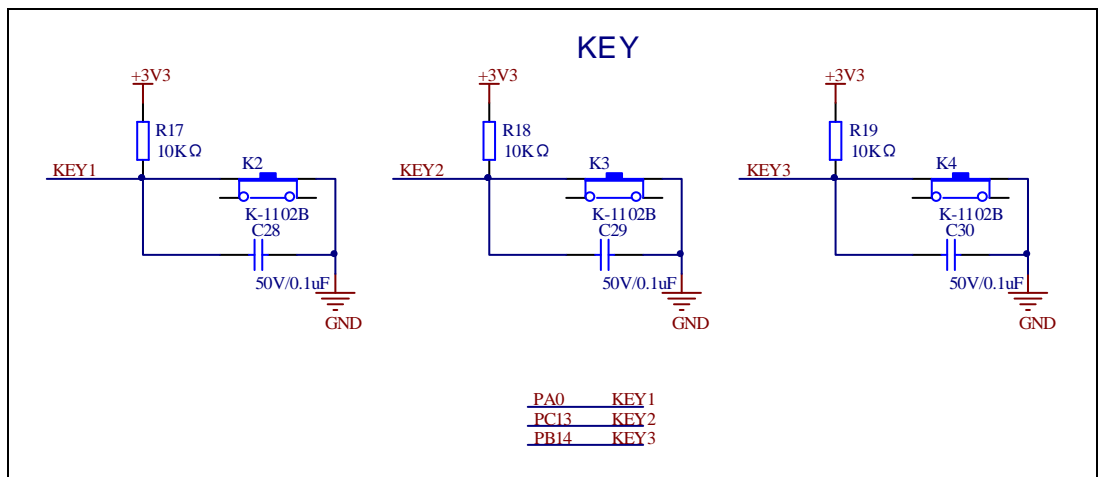 KEY
+3V3
R17
10KΩ
KEY1
K2
K-1102B
C28
50V/0.1uF
GND
+3V3
R18
10KΩ
KEY2
K3
K-1102B
C29
50V/0.1uF
GND
+3V3
R19
10KΩ
KEY3
K4
K-1102B
C30
50V/0.1uF
GND
PA0 KEY1
PC13 KEY2
PB14 KEY3